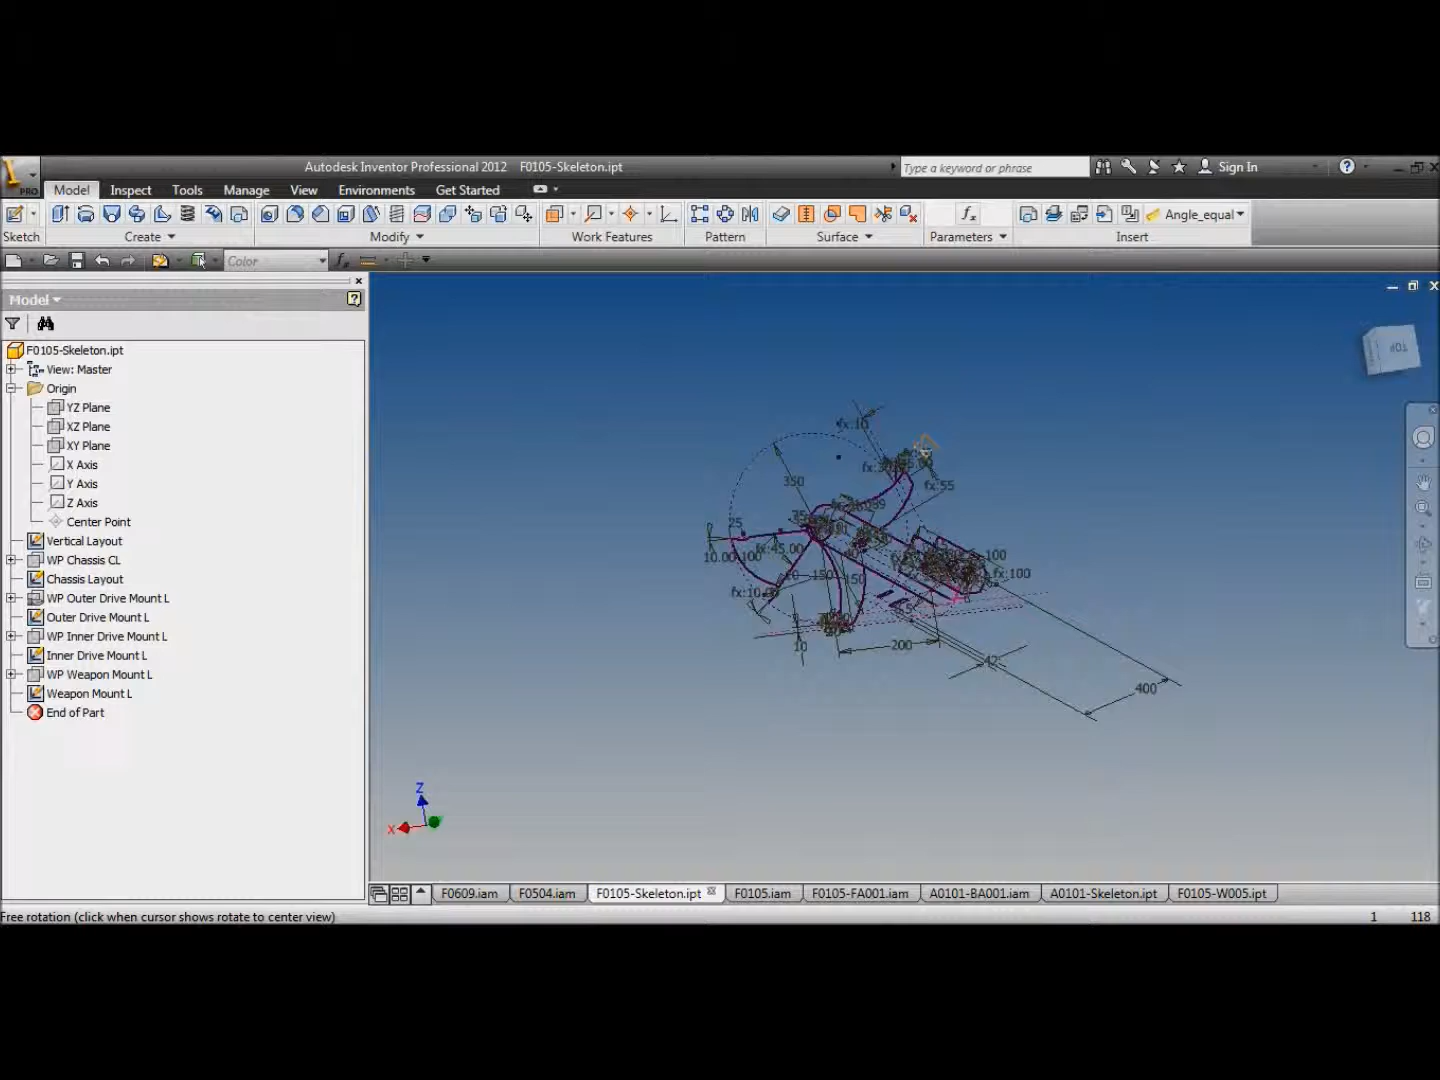 Autodesk Inventor Professional 2012 F0105-Skeleton.ipt
Type a keyword or phrase
Sign In
PRO
Model Inspect Tools Manage View Environments Get Started
Angle_equal
Sketch Create Modify Work Features Pattern Surface Parameters Insert
Color
Model
F0105-Skeleton.ipt
View: Master
Origin
YZ Plane
XZ Plane
XY Plane
X Axis
Y Axis
Z Axis
Center Point
Vertical Layout
WP Chassis CL
Chassis Layout
WP Outer Drive Mount L
Outer Drive Mount L
WP Inner Drive Mount L
Inner Drive Mount L
WP Weapon Mount L
Weapon Mount L
End of Part
TOP
fx:10
350
fx:55
25
fx:45.00
10.00
100
150
150
100
fx:100
10
200
42
400
Z
X
F0609.iam F0504.iam F0105-Skeleton.ipt F0105.iam F0105-FA001.iam A0101-BA001.iam A0101-Skeleton.ipt F0105-W005.ipt
Free rotation (click when cursor shows rotate to center view)
1 118